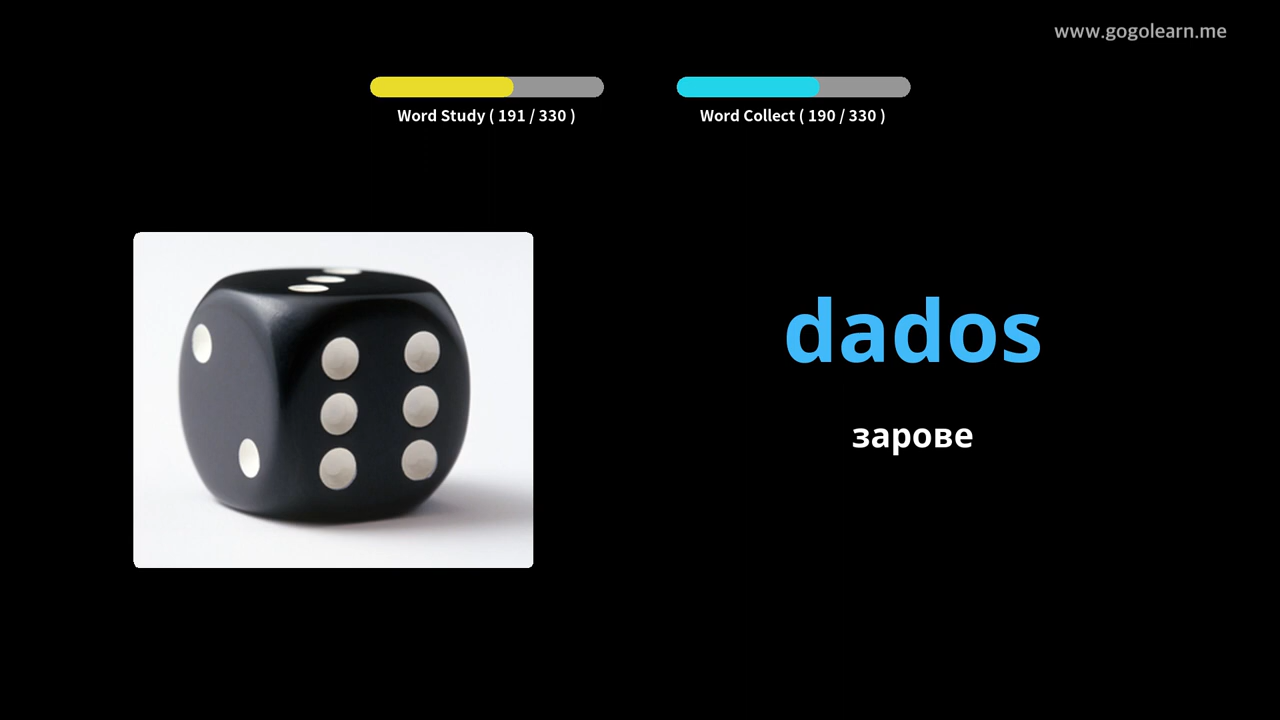 www.gogolearn.me
Word Study ( 191 / 330 )
Word Collect ( 190 / 330 )
dados
зарове